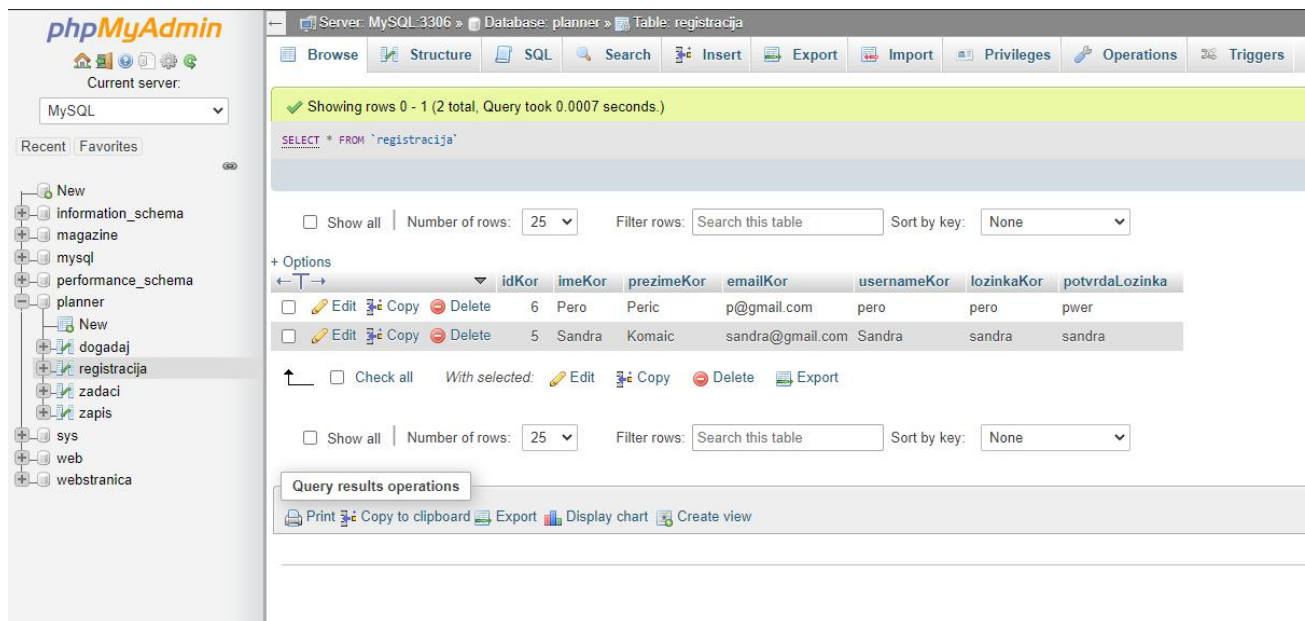 phpMyAdmin
Current server:
MySQL
Recent Favorites
New
information_schema
magazine
mysql
performance_schema
planner
New
dogadaj
registracija
zadaci
zapis
sys
web
webstranica
Server: MySQL:3306 » Database: planner » Table: registracija
Browse Structure SQL Search Insert Export Import Privileges Operations Triggers
Showing rows 0 - 1 (2 total, Query took 0.0007 seconds.)
SELECT * FROM `registracija`
Show all Number of rows: 25 Filter rows: Search this table Sort by key: None
+ Options
←T→ idKor imeKor prezimeKor emailKor usernameKor lozinkaKor potvrdaLozinka
Edit Copy Delete 6 Pero Peric p@gmail.com pero pero pwer
Edit Copy Delete 5 Sandra Komaic sandra@gmail.com Sandra sandra sandra
Check all With selected: Edit Copy Delete Export
Show all Number of rows: 25 Filter rows: Search this table Sort by key: None
Query results operations
Print Copy to clipboard Export Display chart Create view